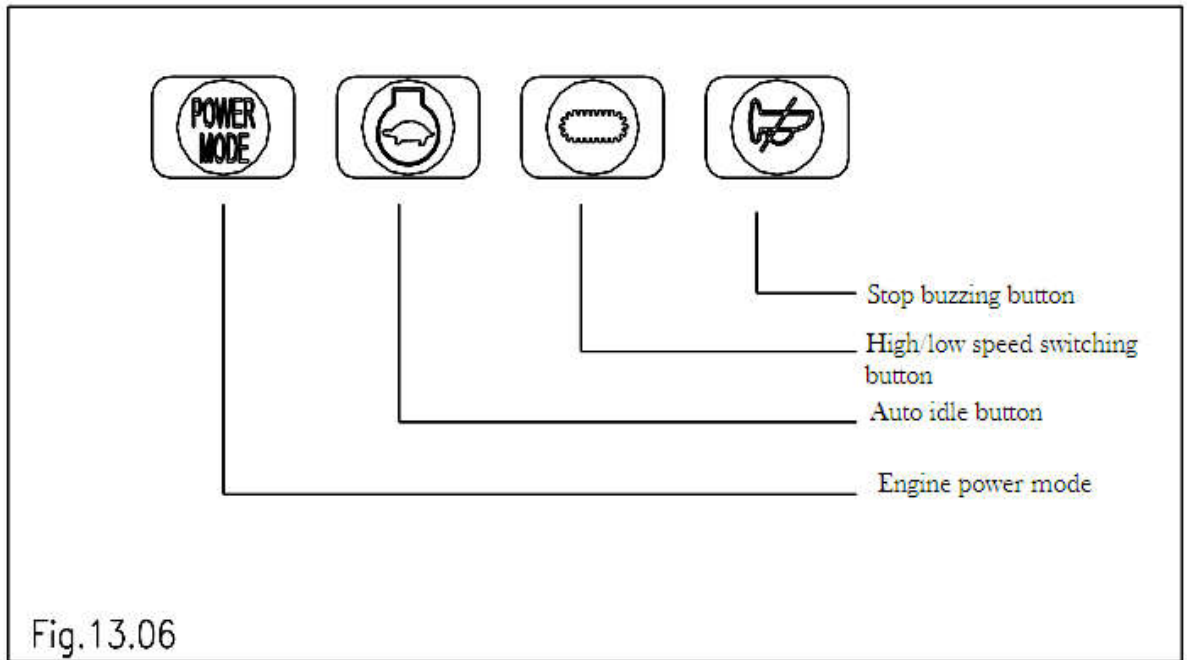 POWER
MODE
Stop buzzing button
High/low speed switching
button
Auto idle button
Engine power mode
Fig.13.06